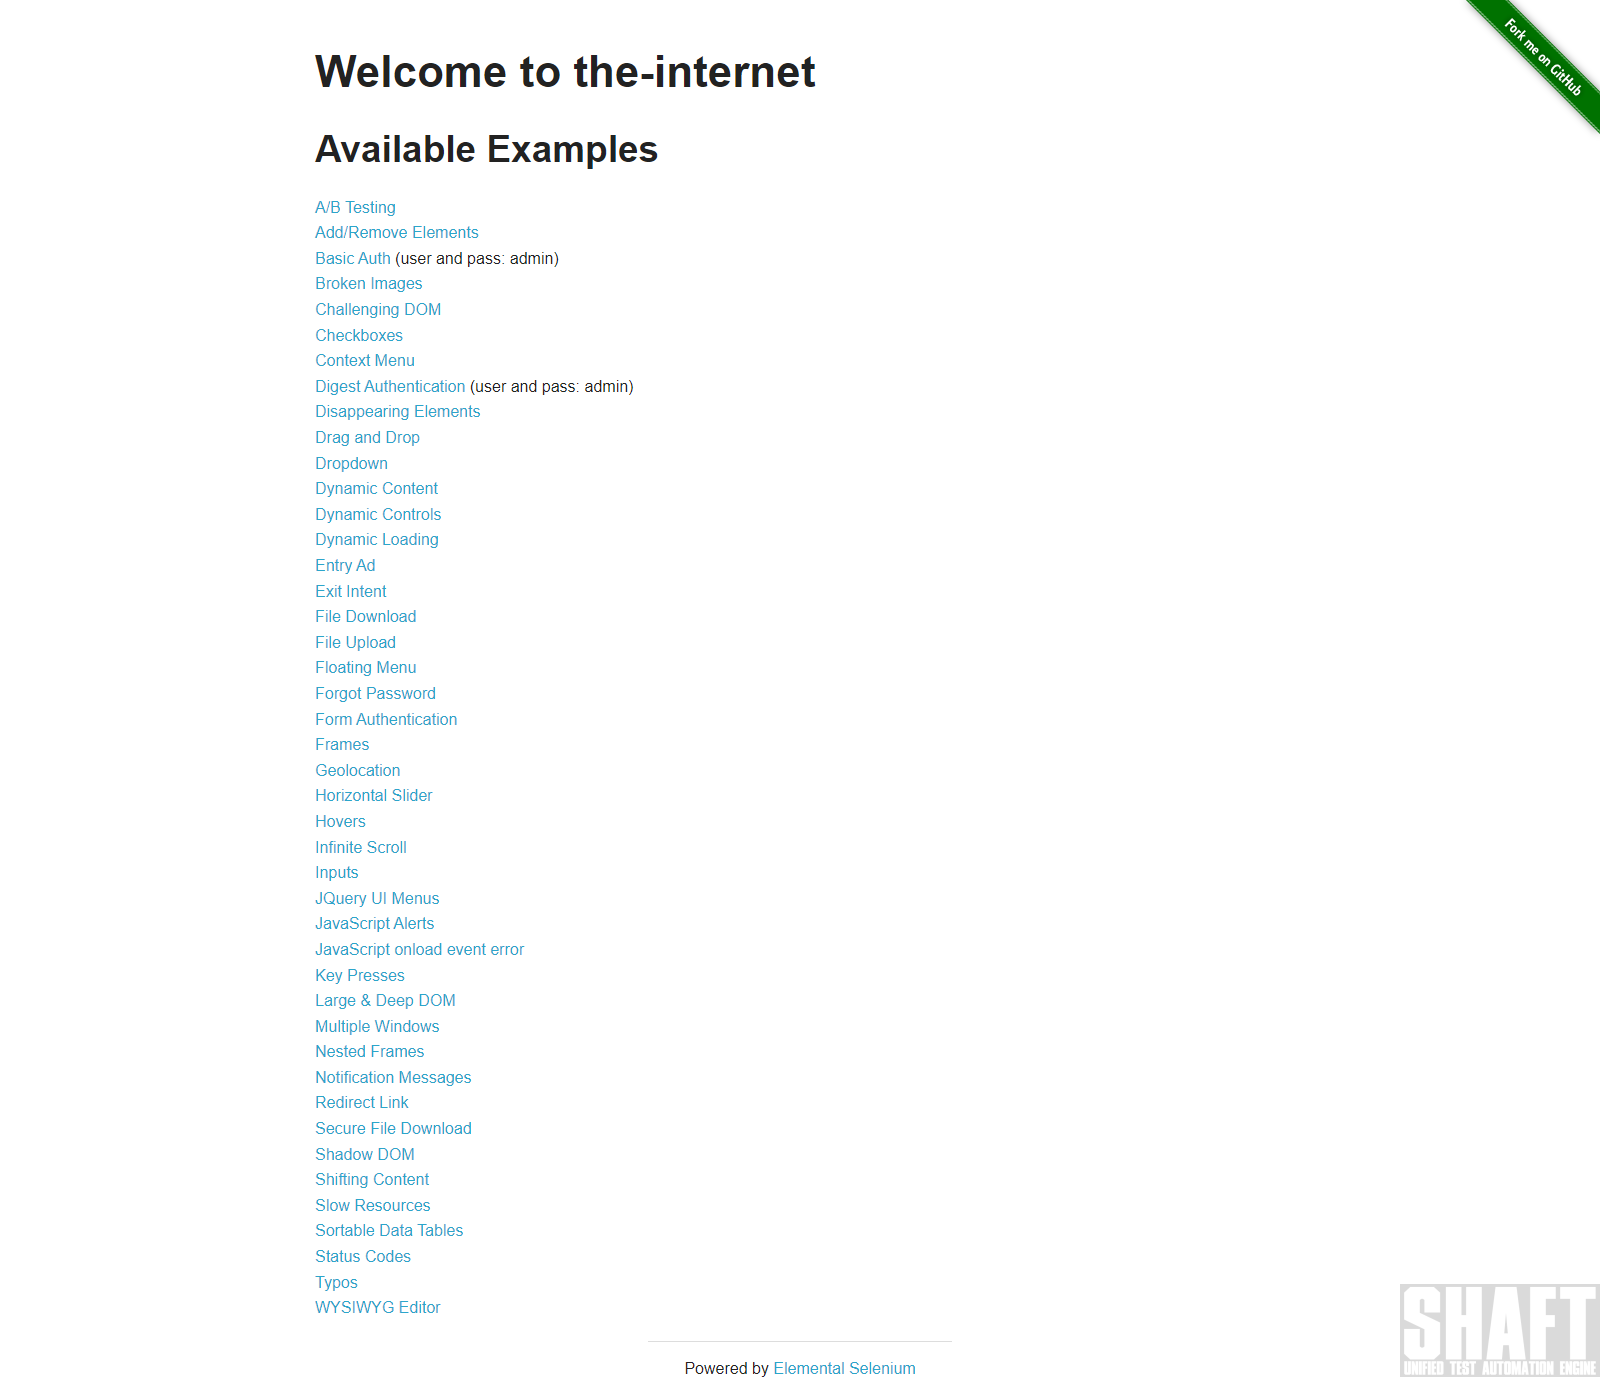 Fork me on GitHub
Welcome to the-internet
Available Examples
A/B Testing
Add/Remove Elements
Basic Auth (user and pass: admin)
Broken Images
Challenging DOM
Checkboxes
Context Menu
Digest Authentication (user and pass: admin)
Disappearing Elements
Drag and Drop
Dropdown
Dynamic Content
Dynamic Controls
Dynamic Loading
Entry Ad
Exit Intent
File Download
File Upload
Floating Menu
Forgot Password
Form Authentication
Frames
Geolocation
Horizontal Slider
Hovers
Infinite Scroll
Inputs
JQuery UI Menus
JavaScript Alerts
JavaScript onload event error
Key Presses
Large & Deep DOM
Multiple Windows
Nested Frames
Notification Messages
Redirect Link
Secure File Download
Shadow DOM
Shifting Content
Slow Resources
Sortable Data Tables
Status Codes
Typos
WYSIWYG Editor
Powered by Elemental Selenium
SHAFT
UNIFIED TEST AUTOMATION ENGINE